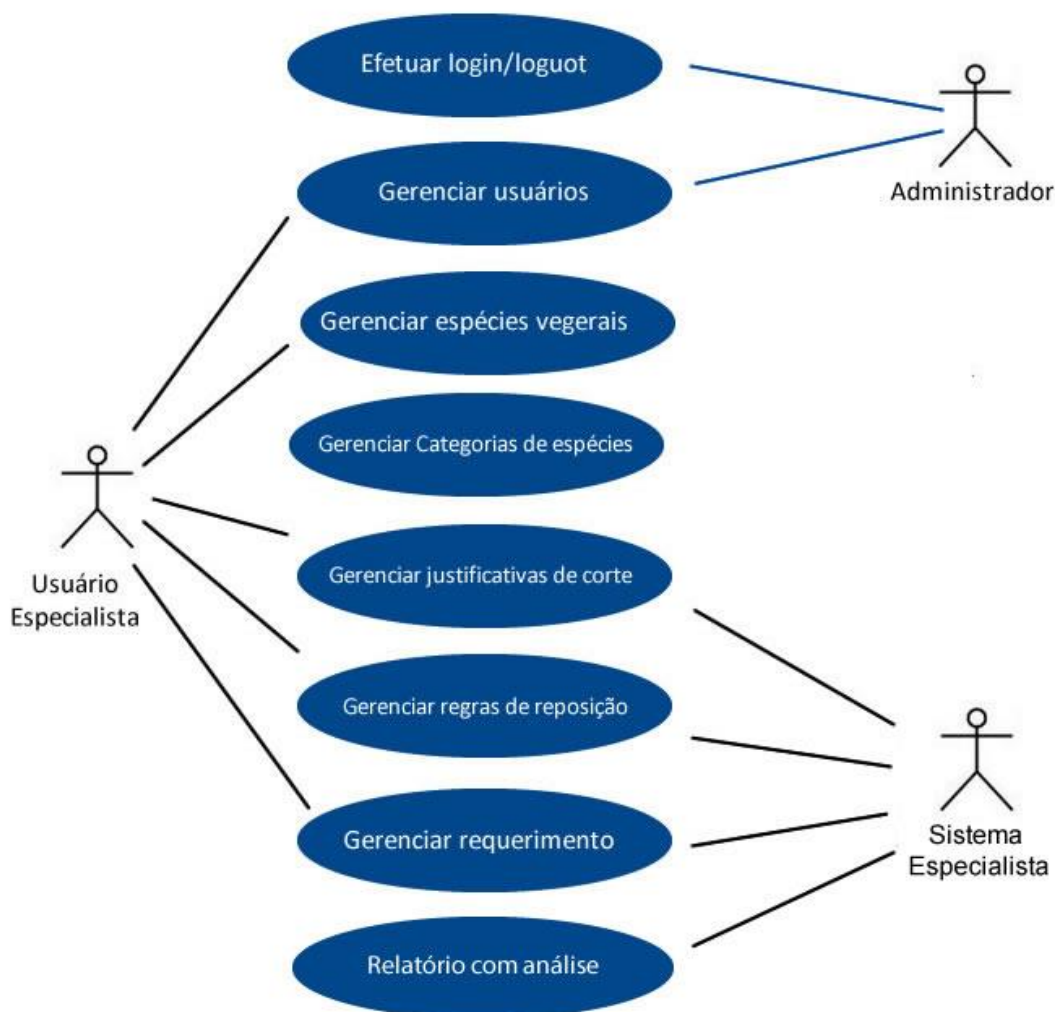 Efetuar login/loguot
Administrador
Gerenciar usuários
Gerenciar espécies vegerais
Gerenciar Categorias de espécies
Usuário
Especialista
Gerenciar justificativas de corte
Gerenciar regras de reposição
Gerenciar requerimento
Sistema
Especialista
Relatório com análise